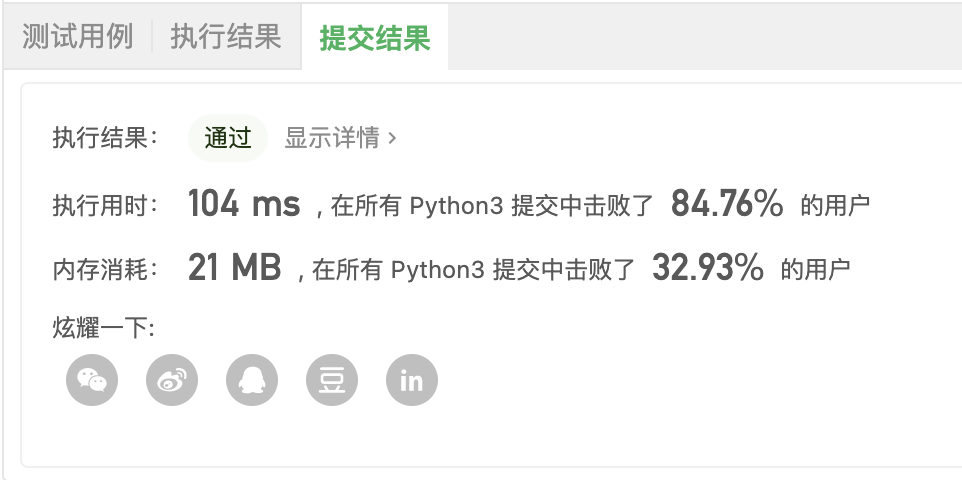 测试用例 执行结果 提交结果
执行结果： 通过 显示详情 >
执行用时： 104 ms , 在所有 Python3 提交中击败了 84.76% 的用户
内存消耗： 21 MB , 在所有 Python3 提交中击败了 32.93% 的用户
炫耀一下:
豆 in